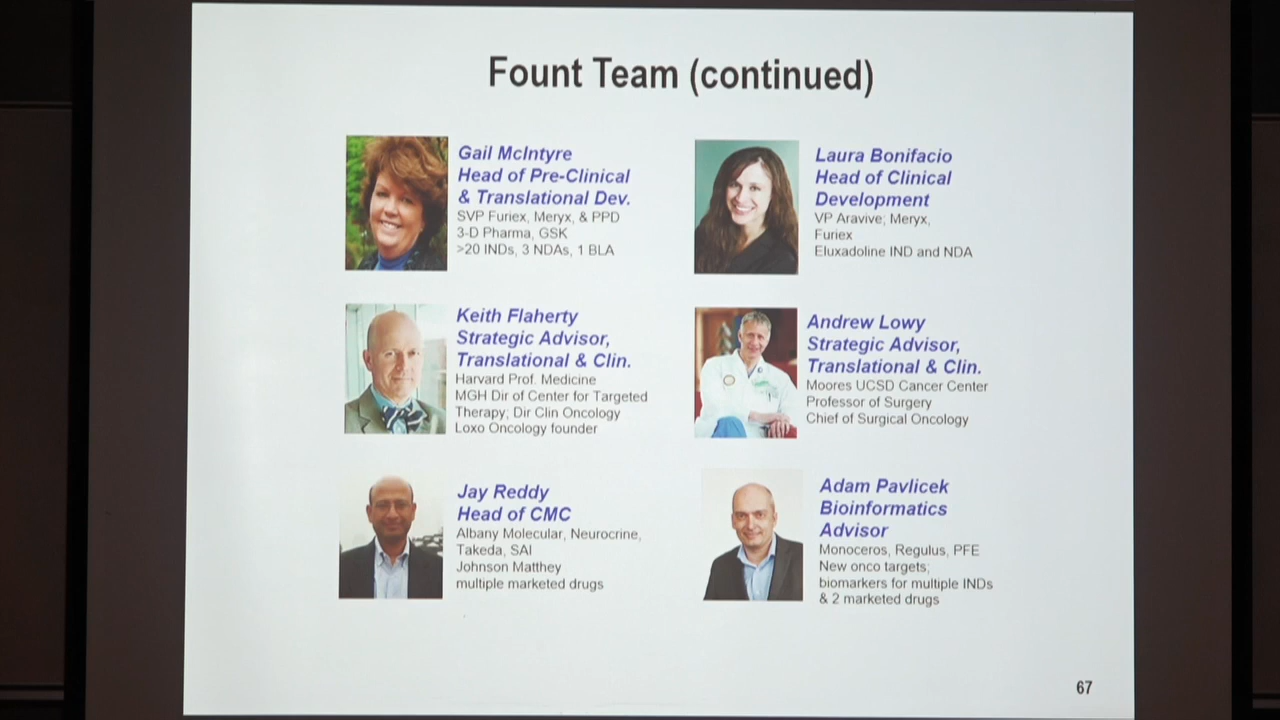 Fount Team (continued)
Gail McIntyre
Head of Pre-Clinical
& Translational Dev.
SVP Furiex, Meryx, & PPD
3-D Pharma, GSK
>20 INDs, 3 NDAs, 1 BLA
Laura Bonifacio
Head of Clinical
Development
VP Aravive; Meryx,
Furiex
Eluxadoline IND and NDA
Keith Flaherty
Strategic Advisor,
Translational & Clin.
Harvard Prof. Medicine
MGH Dir of Center for Targeted
Therapy; Dir Clin Oncology
Loxo Oncology founder
Andrew Lowy
Strategic Advisor,
Translational & Clin.
Moores UCSD Cancer Center
Professor of Surgery
Chief of Surgical Oncology
Jay Reddy
Head of CMC
Albany Molecular, Neurocrine,
Takeda, SAI
Johnson Matthey
multiple marketed drugs
Adam Pavlicek
Bioinformatics
Advisor
Monoceros, Regulus, PFE
New onco targets;
biomarkers for multiple INDs
& 2 marketed drugs
67